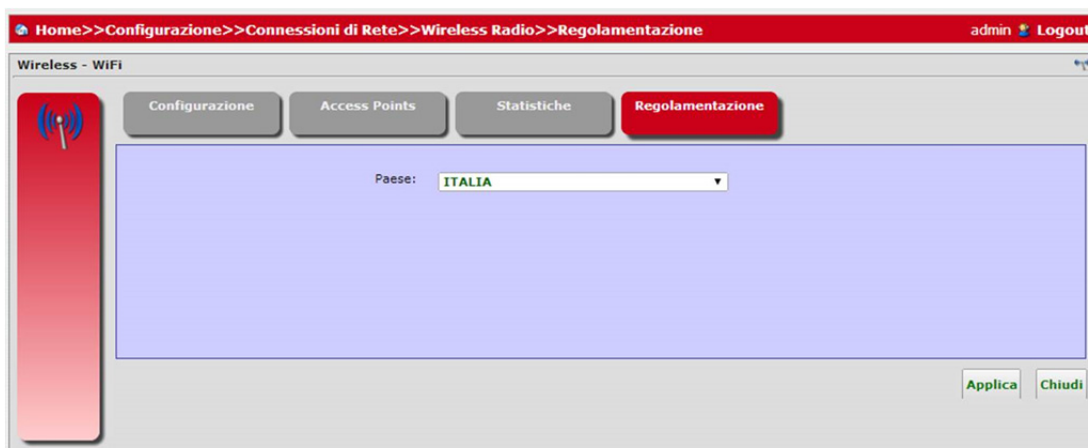 Home>>Configurazione>>Connessioni di Rete>>Wireless Radio>>Regolamentazione admin Logout
Wireless - WiFi
Configurazione Access Points Statistiche Regolamentazione
Paese: ITALIA
Applica Chiudi